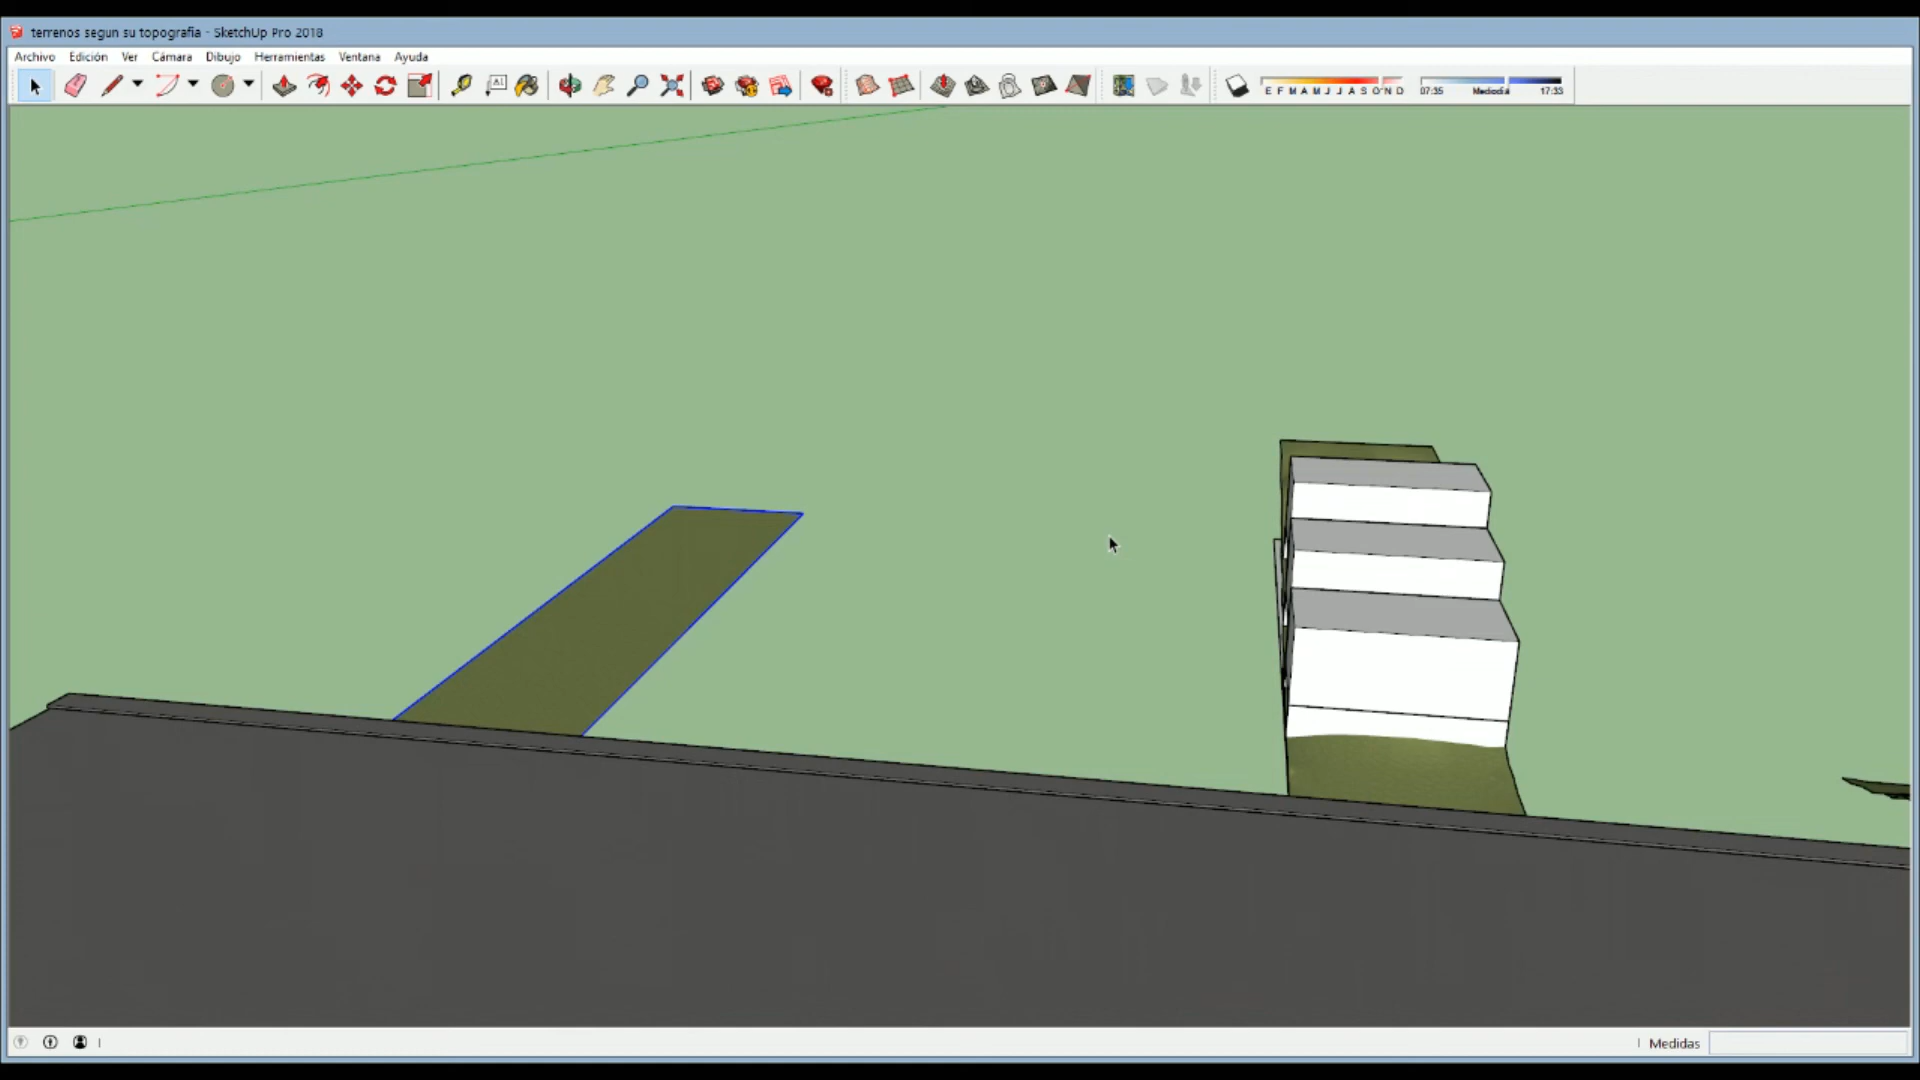 terrenos segun su topografia - SketchUp Pro 2018
Archivo Edición Ver Cámara Dibujo Herramientas Ventana Ayuda
E F M A M J J A S O N D 07:35 Mediodía 17:33
Medidas